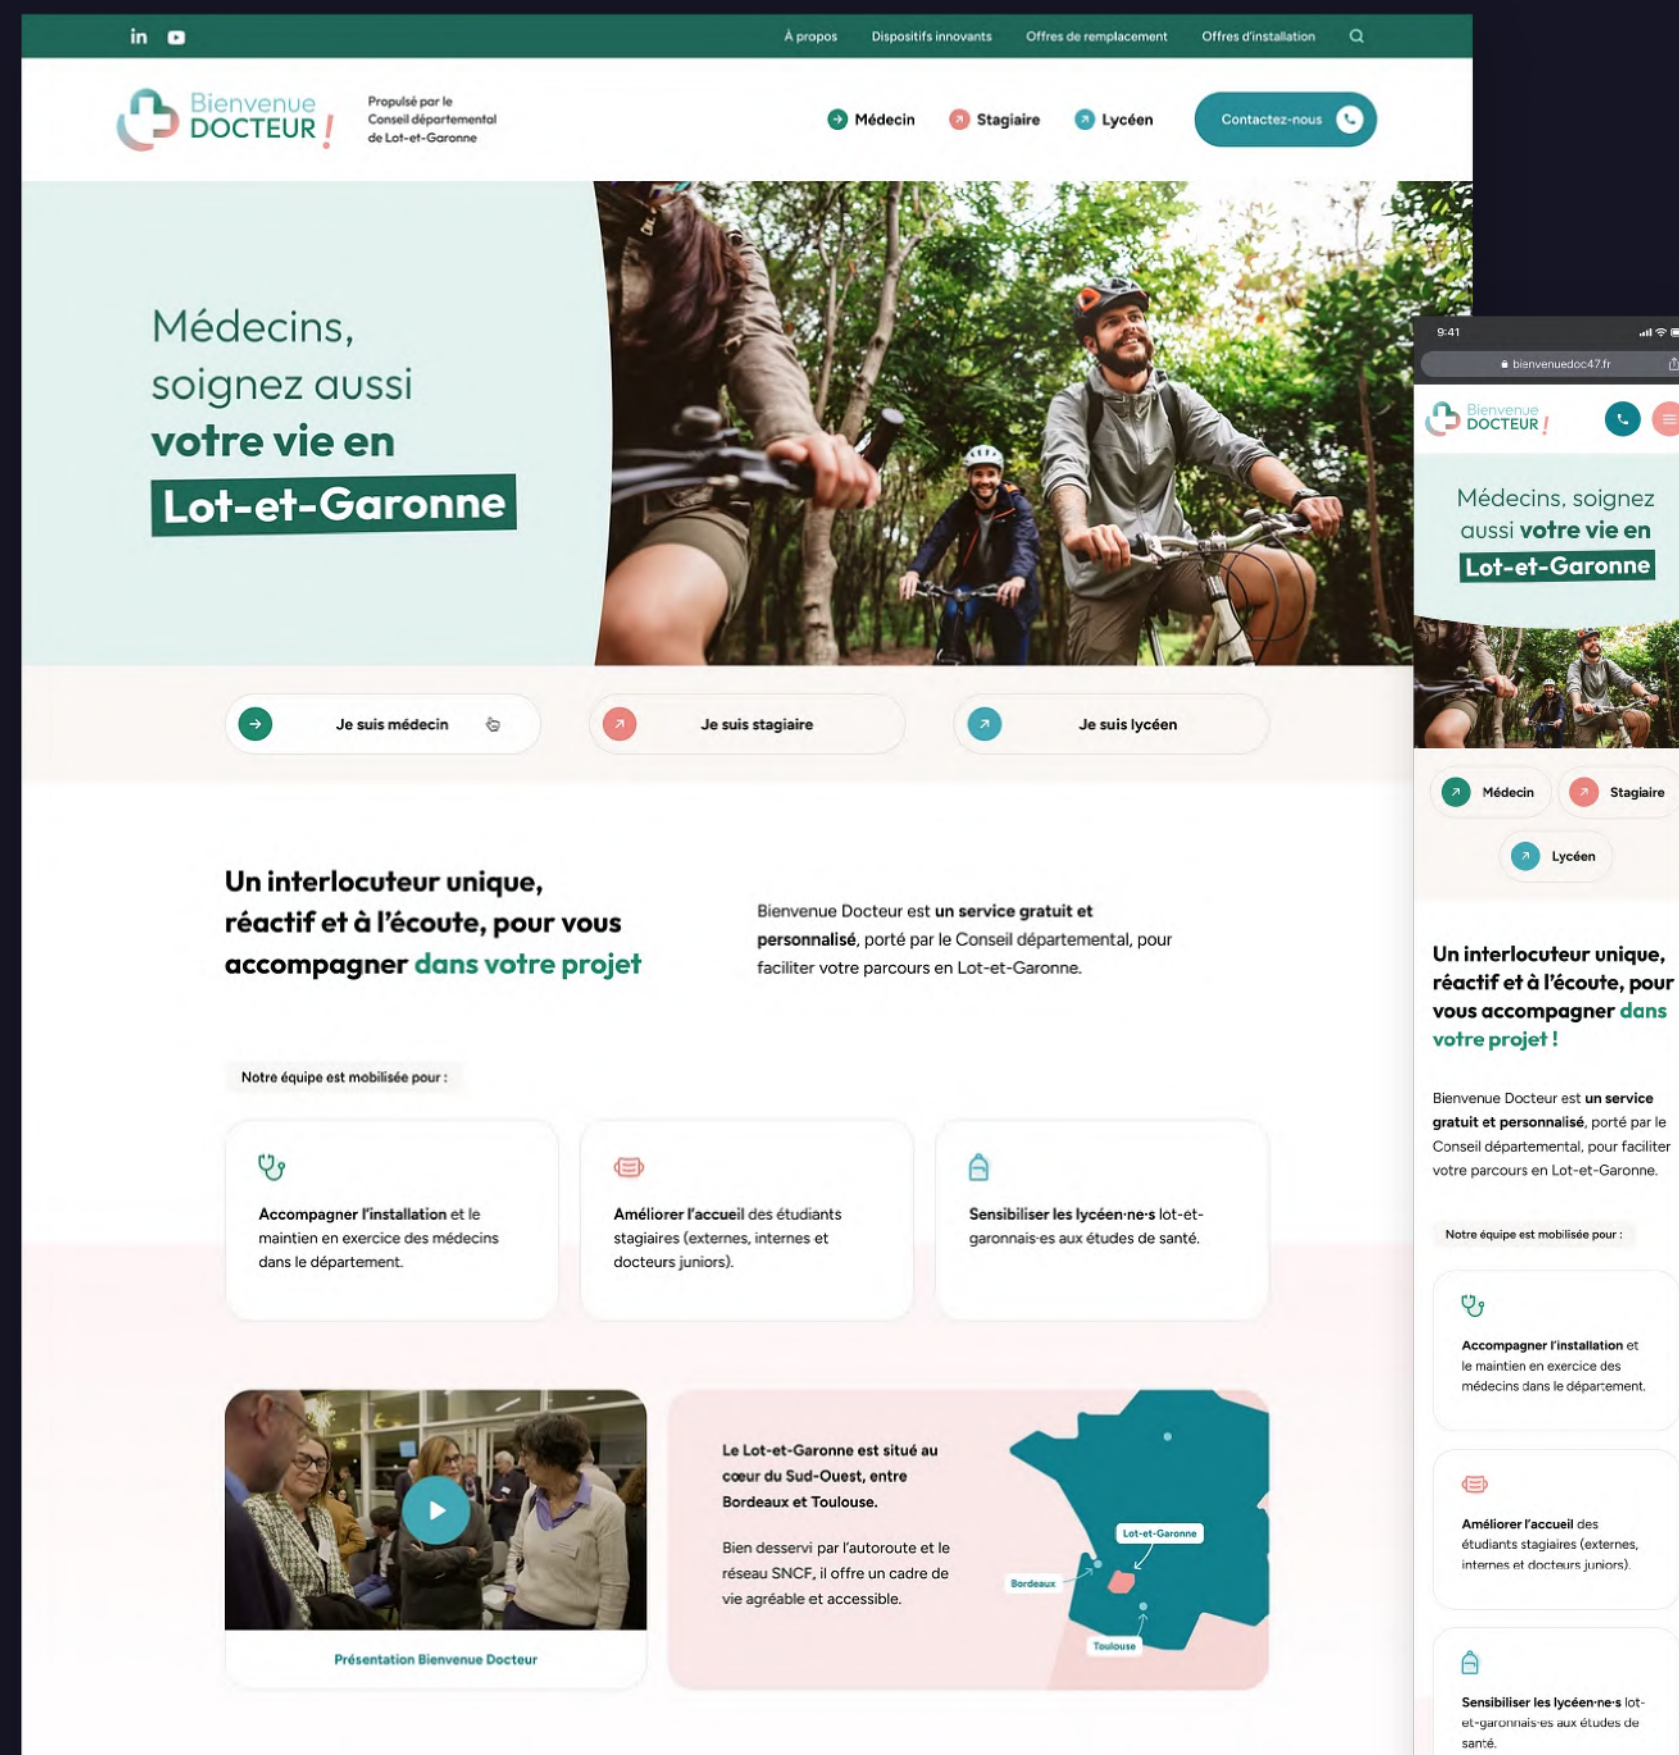 in
À propos
Dispositifs innovants
Offres de remplacement
Offres d'installation
Bienvenue
DOCTEUR !
Propulsé par le
Conseil départemental
de Lot-et-Garonne
Médecin
Stagiaire
Lycéen
Contactez-nous
Médecins,
soignez aussi
votre vie en
Lot-et-Garonne
Je suis médecin
Je suis stagiaire
Je suis lycéen
Un interlocuteur unique,
réactif et à l'écoute, pour vous
accompagner dans votre projet
Bienvenue Docteur est un service gratuit et
personnalisé, porté par le Conseil départemental, pour
faciliter votre parcours en Lot-et-Garonne.
Notre équipe est mobilisée pour :
Accompagner l'installation et le
maintien en exercice des médecins
dans le département.
Améliorer l'accueil des étudiants
stagiaires (externes, internes et
docteurs juniors).
Sensibiliser les lycéen·ne·s lot-et-
garonnais·es aux études de santé.
Présentation Bienvenue Docteur
Le Lot-et-Garonne est situé au
cœur du Sud-Ouest, entre
Bordeaux et Toulouse.
Bien desservi par l'autoroute et le
réseau SNCF, il offre un cadre de
vie agréable et accessible.
Lot-et-Garonne
Bordeaux
Toulouse
9:41
bienvenuedoc47.fr
Bienvenue
DOCTEUR !
Médecins, soignez
aussi votre vie en
Lot-et-Garonne
Médecin
Stagiaire
Lycéen
Un interlocuteur unique,
réactif et à l'écoute, pour
vous accompagner dans
votre projet !
Bienvenue Docteur est un service
gratuit et personnalisé, porté par le
Conseil départemental, pour faciliter
votre parcours en Lot-et-Garonne.
Notre équipe est mobilisée pour :
Accompagner l'installation et
le maintien en exercice des
médecins dans le département.
Améliorer l'accueil des
étudiants stagiaires (externes,
internes et docteurs juniors).
Sensibiliser les lycéen·ne·s lot-
et-garonnais·es aux études de
santé.